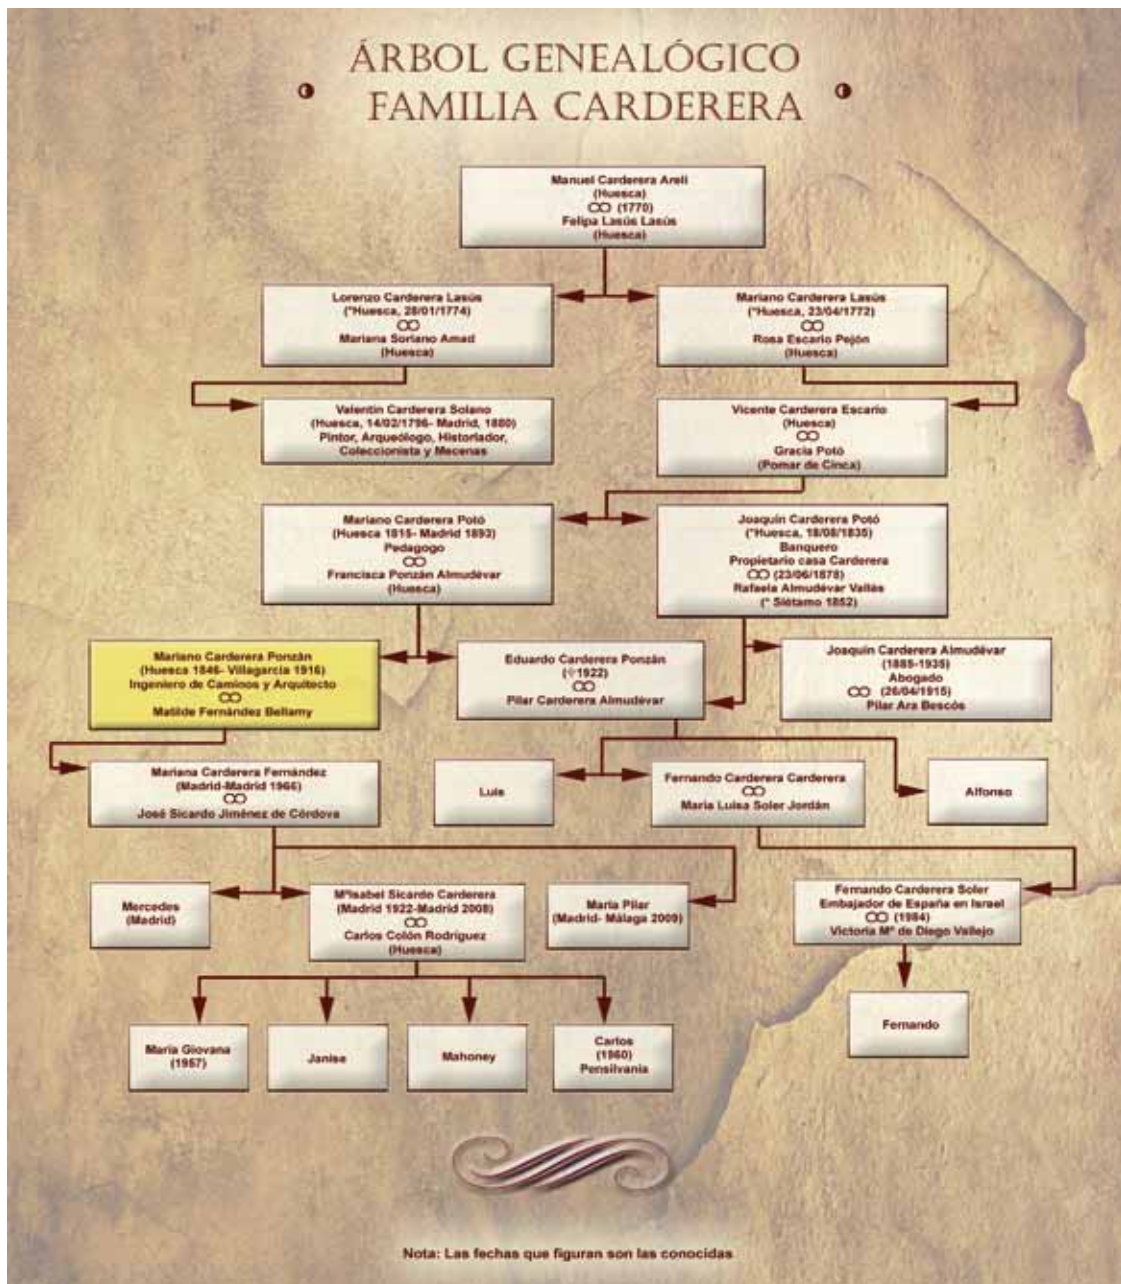 ÁRBOL GENEALÓGICO
FAMILIA CARDERERA
Manuel Carderera Areli
(Huesca)
(1770)
Felipa Lasús Lasús
(Huesca)
Lorenzo Carderera Lasús
(*Huesca, 28/01/1774)
Mariana Soriano Amad
(Huesca)
Mariano Carderera Lasús
(*Huesca, 23/04/1772)
Rosa Escario Pejón
(Huesca)
Valentín Carderera Solano
(Huesca, 14/02/1796- Madrid, 1880)
Pintor, Arqueólogo, Historiador,
Coleccionista y Mecenas
Vicente Carderera Escario
(Huesca)
Gracia Potó
(Pomar de Cinca)
Mariano Carderera Potó
(Huesca 1815- Madrid 1893)
Pedagogo
Francisca Ponzán Almudévar
(Huesca)
Joaquín Carderera Potó
(*Huesca, 18/08/1835)
Banquero
Propietario casa Carderera
(23/06/1878)
Rafaela Almudévar Vallés
(* Siétamo 1852)
Mariano Carderera Ponzán
(Huesca 1846- Villagarcía 1916)
Ingeniero de Caminos y Arquitecto
Matilde Fernández Bellamy
Eduardo Carderera Ponzán
(✞1922)
Pilar Carderera Almudévar
Joaquín Carderera Almudévar
(1885-1935)
Abogado
(26/04/1915)
Pilar Ara Bescós
Mariana Carderera Fernández
(Madrid-Madrid 1966)
José Sicardo Jiménez de Córdova
Luis
Fernando Carderera Carderera
María Luisa Soler Jordán
Alfonso
Mercedes
(Madrid)
MªIsabel Sicardo Carderera
(Madrid 1922-Madrid 2008)
Carlos Colón Rodríguez
(Huesca)
María Pilar
(Madrid- Málaga 2009)
Fernando Carderera Soler
Embajador de España en Israel
(1984)
Victoria Mª de Diego Vallejo
María Giovana
(1957)
Janise
Mahoney
Carlos
(1960)
Pensilvania
Fernando
Nota: Las fechas que figuran son las conocidas